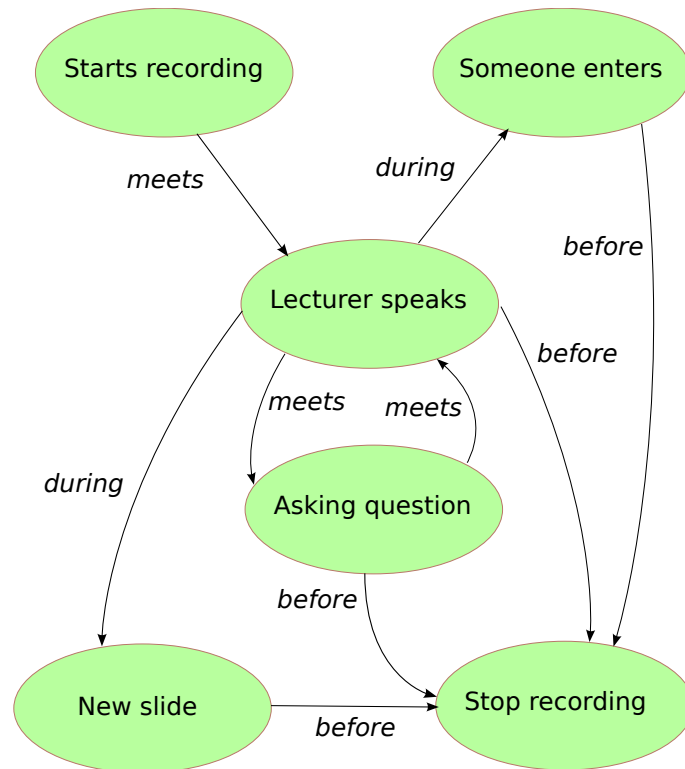 Starts recording
Someone enters
meets
during
before
Lecturer speaks
before
meets
meets
during
Asking question
before
New slide
before
Stop recording